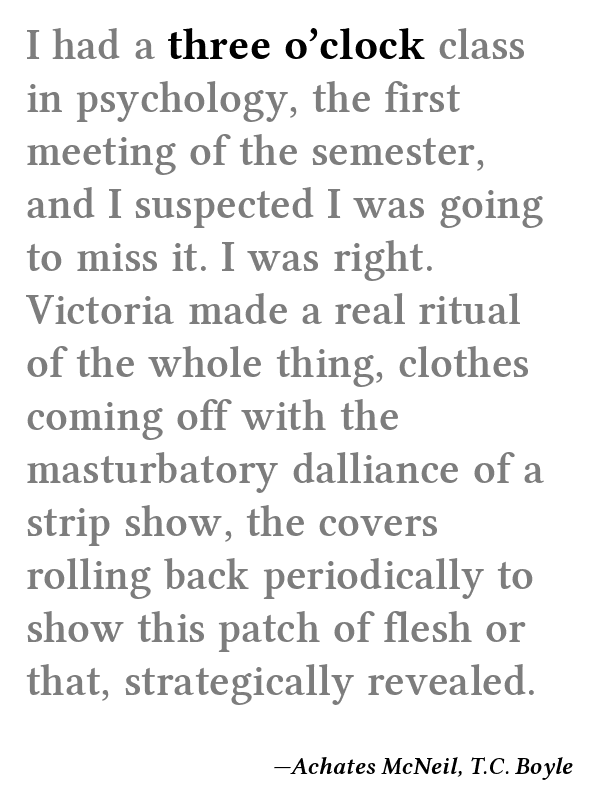 I had a three o’clock class
in psychology, the first
meeting of the semester,
and I suspected I was going
to miss it. I was right.
Victoria made a real ritual
of the whole thing, clothes
coming off with the
masturbatory dalliance of a
strip show, the covers
rolling back periodically to
show this patch of flesh or
that, strategically revealed.
—Achates McNeil, T.C. Boyle